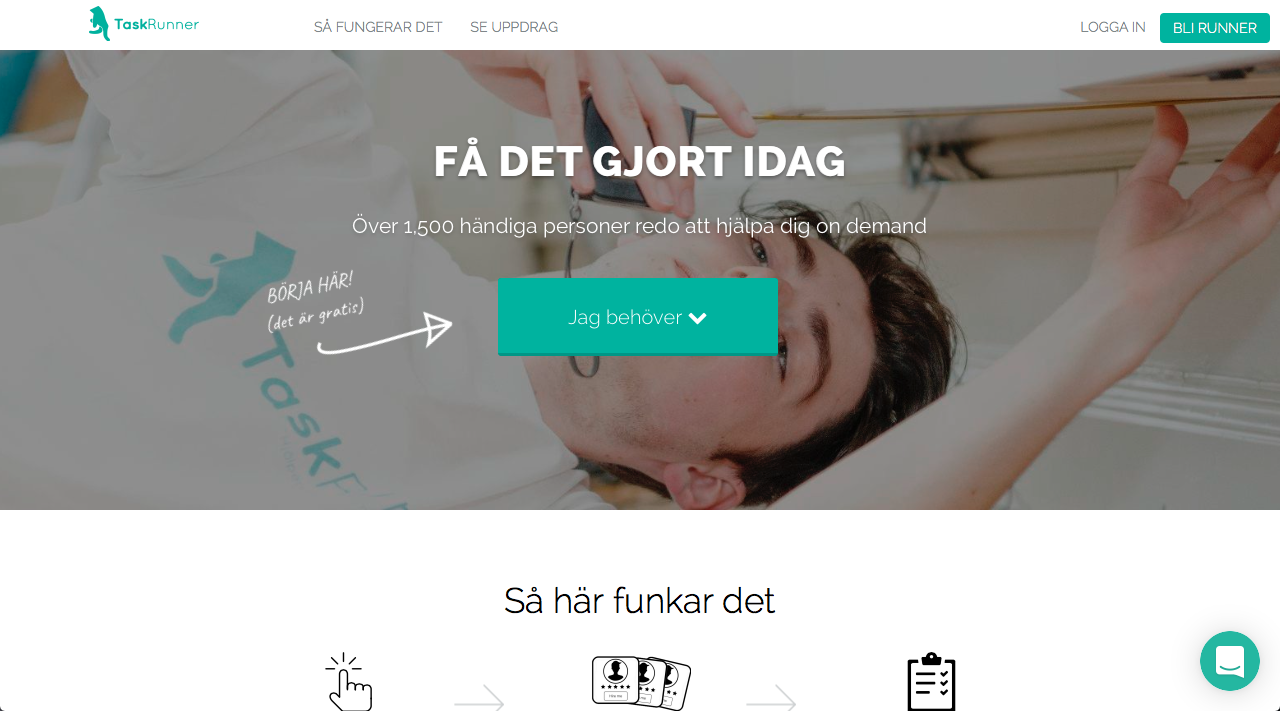 TaskRunner
SÅ FUNGERAR DET
SE UPPDRAG
LOGGA IN
BLI RUNNER
FÅ DET GJORT IDAG
Över 1,500 händiga personer redo att hjälpa dig on demand
BÖRJA HÄR!
(det är gratis)
Jag behöver
Task
Så här funkar det